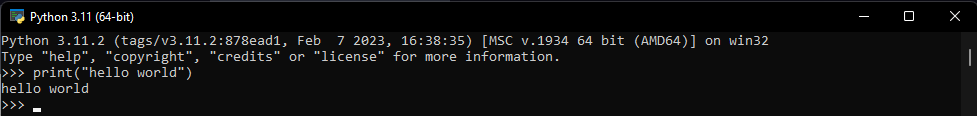 Python 3.11 (64-bit)
Python 3.11.2 (tags/v3.11.2:878ead1, Feb  7 2023, 16:38:35) [MSC v.1934 64 bit (AMD64)] on win32
Type "help", "copyright", "credits" or "license" for more information.
>>> print("hello world")
hello world
>>>